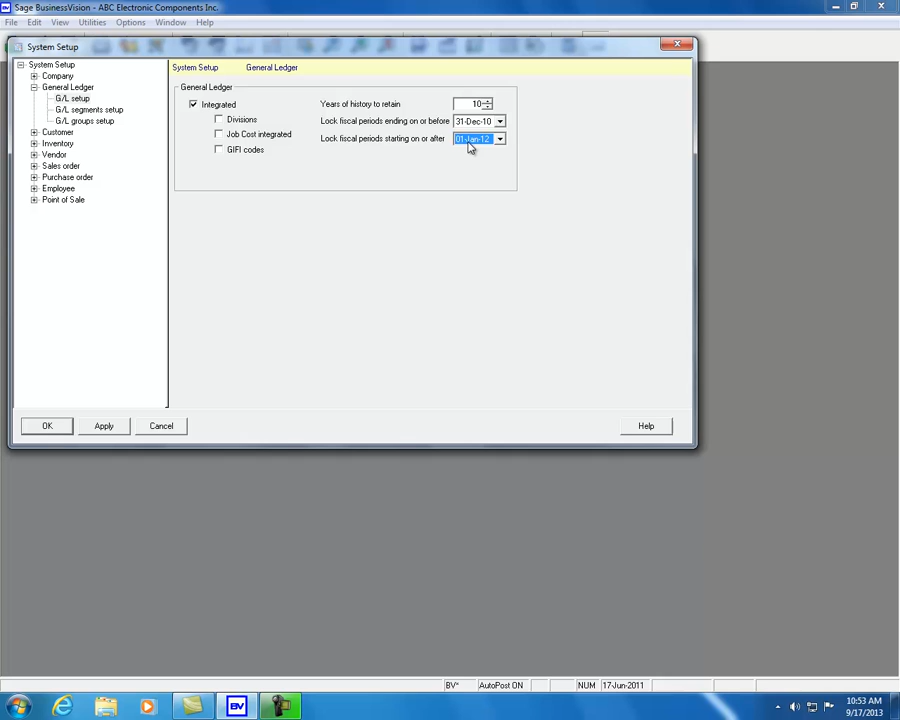 Sage BusinessVision - ABC Electronic Components Inc.
File Edit View Utilities Options Window Help
System Setup
System Setup
Company
General Ledger
G/L setup
G/L segments setup
G/L groups setup
Customer
Inventory
Vendor
Sales order
Purchase order
Employee
Point of Sale
System Setup General Ledger
General Ledger
Integrated
Divisions
Job Cost integrated
GIFI codes
Years of history to retain 10
Lock fiscal periods ending on or before 31-Dec-10
Lock fiscal periods starting on or after 01-Jan-12
OK Apply Cancel Help
BV* AutoPost ON NUM 17-Jun-2011
BV
10:53 AM
9/17/2013